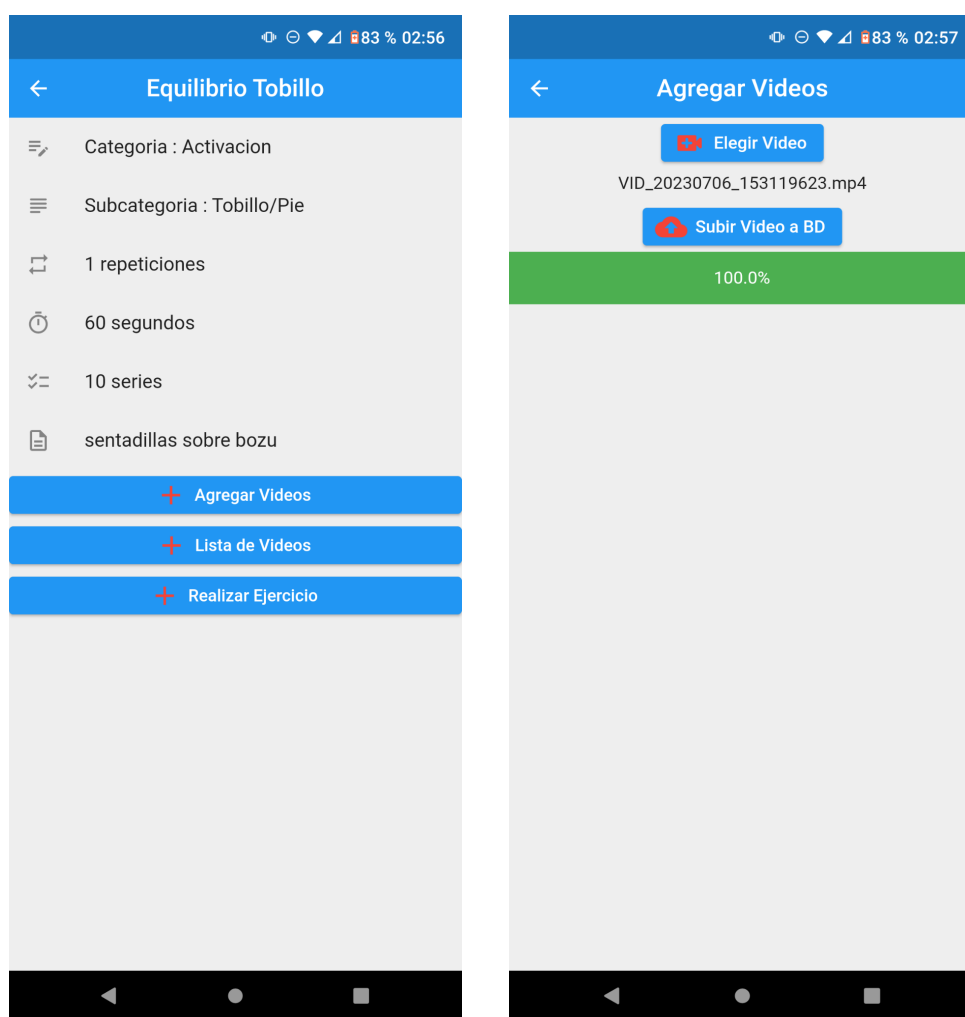 83 % 02:56
Equilibrio Tobillo
Categoria : Activacion
Subcategoria : Tobillo/Pie
1 repeticiones
60 segundos
10 series
sentadillas sobre bozu
Agregar Videos
Lista de Videos
Realizar Ejercicio
83 % 02:57
Agregar Videos
Elegir Video
VID_20230706_153119623.mp4
Subir Video a BD
100.0%